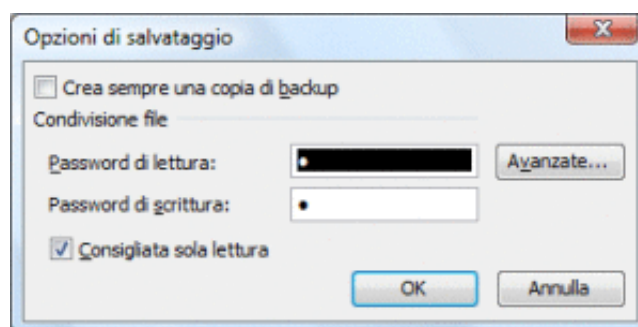 Opzioni di salvataggio
Crea sempre una copia di backup
Condivisione file
Password di lettura: • Avanzate...
Password di scrittura: •
Consigliata sola lettura
OK Annulla